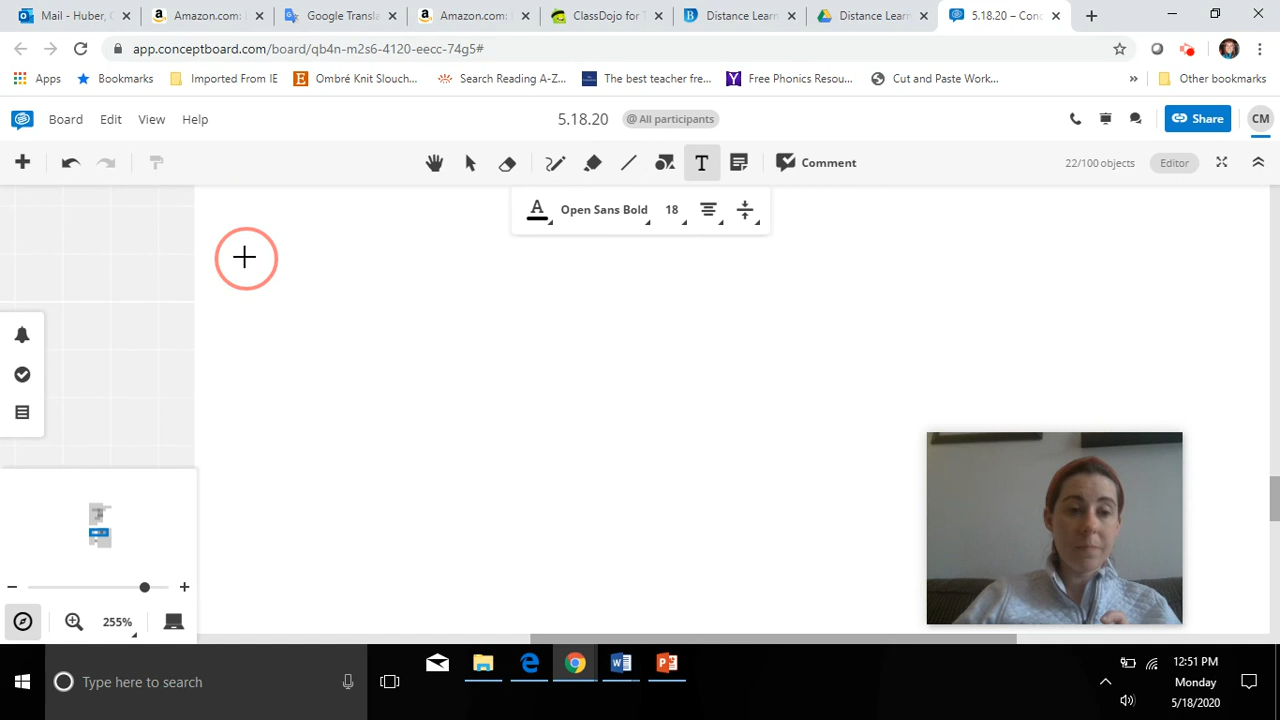 Mail - Huber, C
Amazon.com:
Google Transla
Amazon.com:
ClassDojo for T
Distance Learn
Distance Learn
5.18.20 – Conc
app.conceptboard.com/board/qb4n-m2s6-4120-eecc-74g5#
Apps
Bookmarks
Imported From IE
Ombré Knit Slouch...
Search Reading A-Z...
The best teacher fre...
Free Phonics Resou...
Cut and Paste Work...
»
Other bookmarks
Board
Edit
View
Help
5.18.20
@ All participants
Share
CM
T
Comment
22/100 objects
Editor
A
Open Sans Bold
18
255%
Type here to search
12:51 PM
Monday
5/18/2020